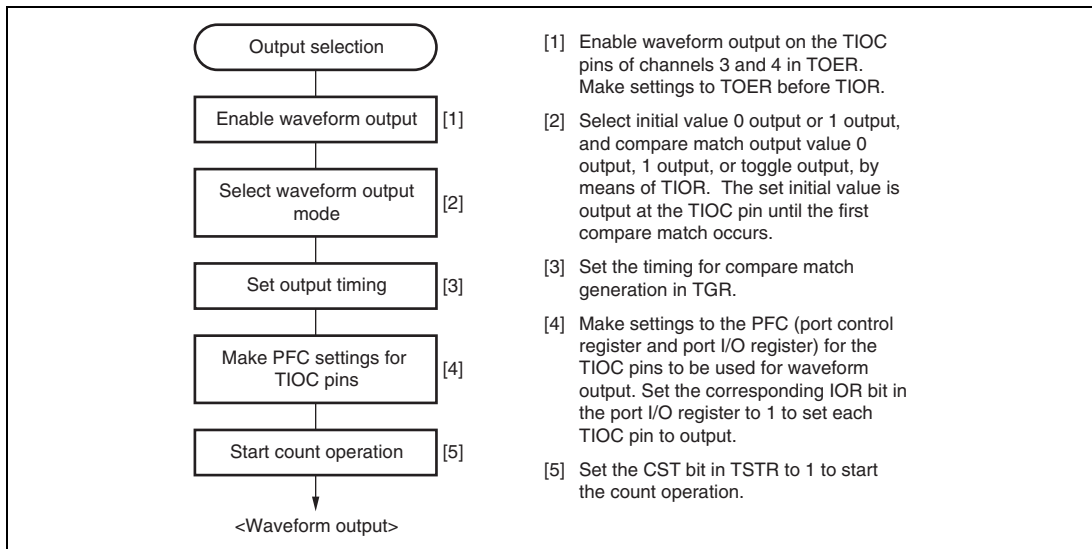 Output selection
Enable waveform output [1]
Select waveform output
mode
[2]
Set output timing [3]
Make PFC settings for
TIOC pins
[4]
Start count operation [5]
<Waveform output>
[1] Enable waveform output on the TIOC
pins of channels 3 and 4 in TOER.
Make settings to TOER before TIOR.
[2] Select initial value 0 output or 1 output,
and compare match output value 0
output, 1 output, or toggle output, by
means of TIOR. The set initial value is
output at the TIOC pin until the first
compare match occurs.
[3] Set the timing for compare match
generation in TGR.
[4] Make settings to the PFC (port control
register and port I/O register) for the
TIOC pins to be used for waveform
output. Set the corresponding IOR bit in
the port I/O register to 1 to set each
TIOC pin to output.
[5] Set the CST bit in TSTR to 1 to start
the count operation.